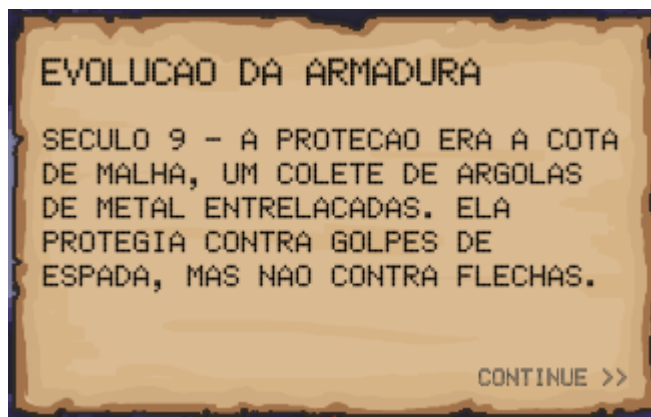 EVOLUCAO DA ARMADURA
SECULO 9 - A PROTECAO ERA A COTA
DE MALHA, UM COLETE DE ARGOLAS
DE METAL ENTRELACADAS. ELA
PROTEGIA CONTRA GOLPES DE
ESPADA, MAS NAO CONTRA FLECHAS.
CONTINUE >>